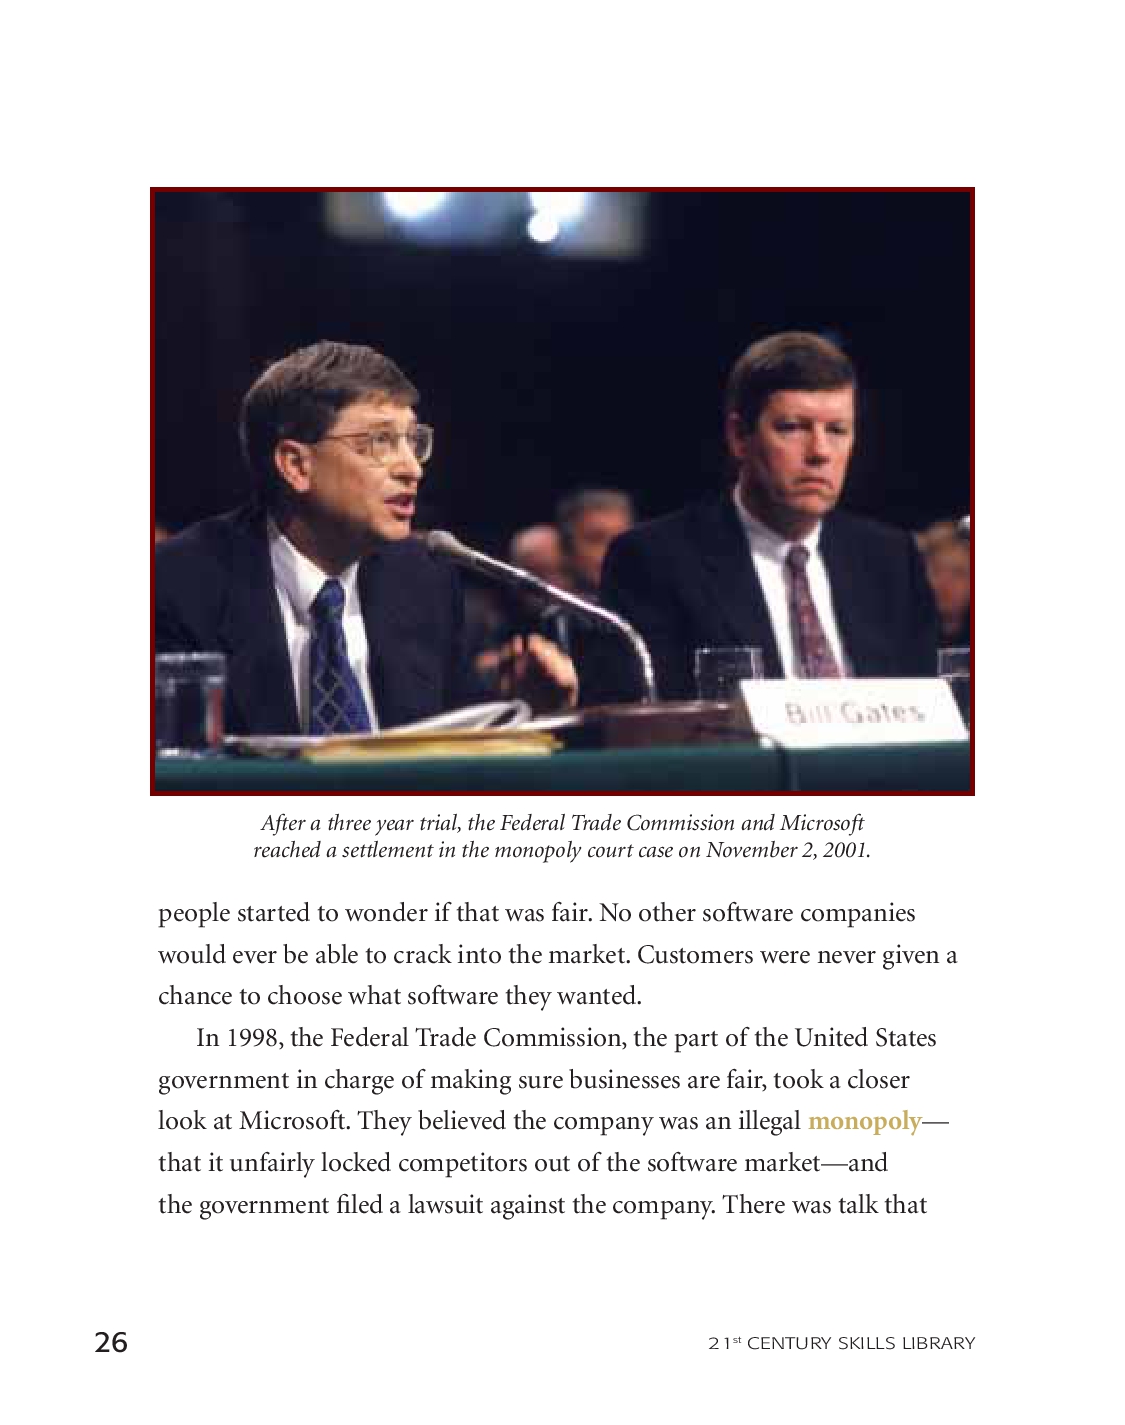 Bill Gates
After a three year trial, the Federal Trade Commission and Microsoft
reached a settlement in the monopoly court case on November 2, 2001.
people started to wonder if that was fair. No other software companies
would ever be able to crack into the market. Customers were never given a
chance to choose what software they wanted.
In 1998, the Federal Trade Commission, the part of the United States
government in charge of making sure businesses are fair, took a closer
look at Microsoft. They believed the company was an illegal monopoly—
that it unfairly locked competitors out of the software market—and
the government filed a lawsuit against the company. There was talk that
26
21st CENTURY SKILLS LIBRARY